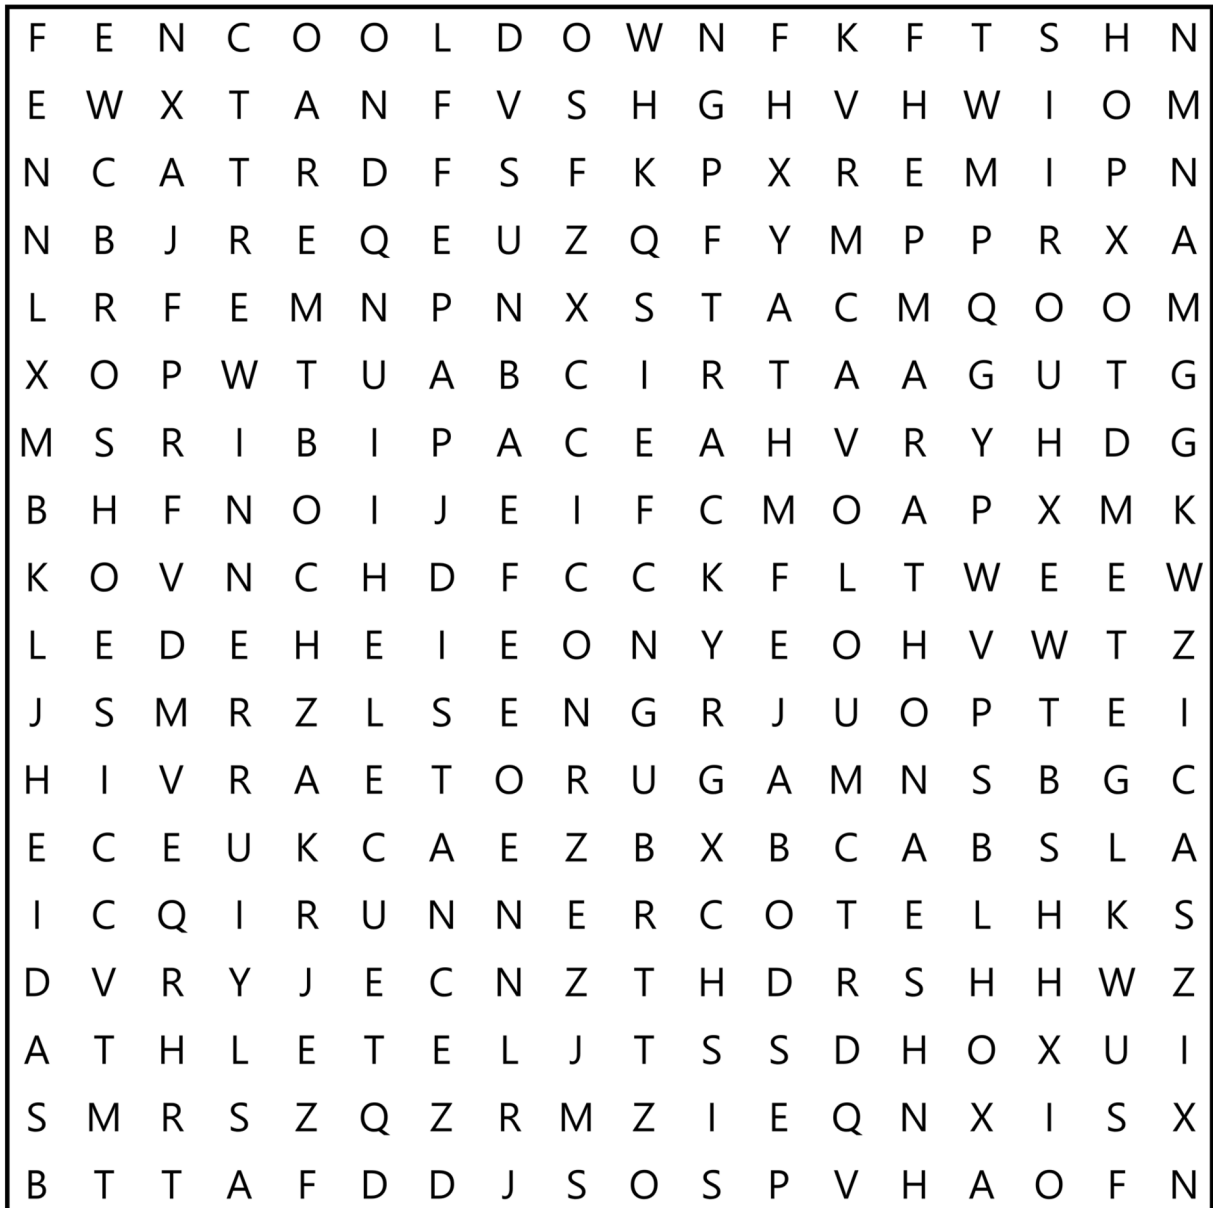 F E N C O O L D O W N F K F T S H N
E W X T A N F V S H G H V H W I O M
N C A T R D F S F K P X R E M I P N
N B J R E Q E U Z Q F Y M P P R X A
L R F E M N P N X S T A C M Q O O M
X O P W T U A B C I R T A A G U T G
M S R I B I P A C E A H V R Y H D G
B H F N O I J E I F C M O A P X M K
K O V N C H D F C C K F L T W E E W
L E D E H E I E O N Y E O H V W T Z
J S M R Z L S E N G R J U O P T E I
H I V R A E T O R U G A M N S B G C
E C E U K C A E Z B X B C A B S L A
I C Q I R U N N E R C O T E L H K S
D V R Y J E C N Z T H D R S H H W Z
A T H L E T E L J T S S D H O X U I
S M R S Z Q Z R M Z I E Q N X I S X
B T T A F D D J S O S P V H A O F N